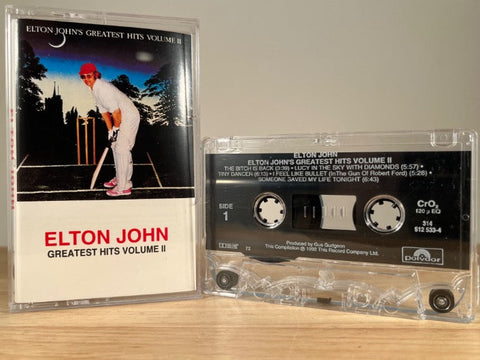 ELTON JOHN'S GREATEST HITS VOLUME II
ELTON JOHN
GREATEST HITS VOLUME II
ELTON JOHN
ELTON JOHN'S GREATEST HITS VOLUME II
THE BITCH IS BACK (3:39) • LUCY IN THE SKY WITH DIAMONDS (5:57) •
TINY DANCER (6:13) • I FEEL LIKE BULLET (In The Gun Of Robert Ford) (5:26) •
SOMEONE SAVED MY LIFE TONIGHT (6:43)
SIDE
1
CrO₂
120 µ EQ
314
512 533-4
Produced by Gus Dudgeon
This Compilation ℗ 1992 This Record Company Ltd.
72
polydor